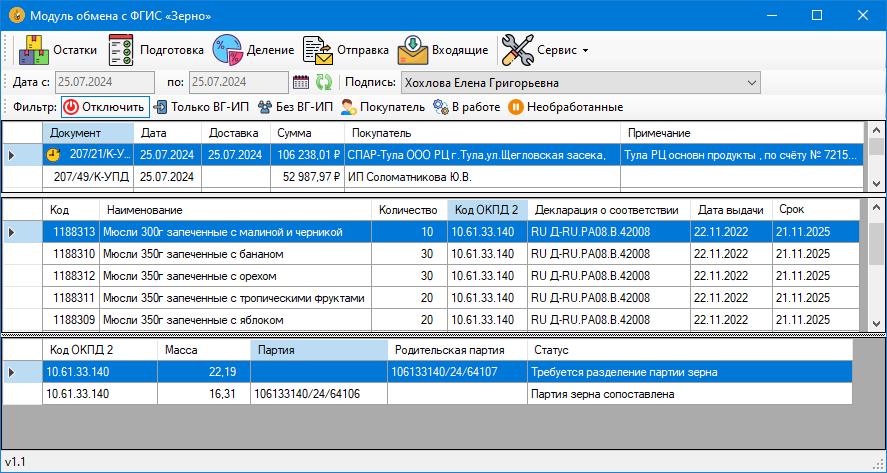 Модуль обмена с ФГИС «Зерно»
Остатки Подготовка Деление Отправка Входящие Сервис
Дата с: 25.07.2024 по: 25.07.2024 Подпись: Хохлова Елена Григорьевна
Фильтр: Отключить Только ВГ-ИП Без ВГ-ИП Покупатель В работе Необработанные
Документ Дата Доставка Сумма Покупатель Примечание
207/21/К-У... 25.07.2024 25.07.2024 106 238,01 ₽ СПАР-Тула ООО РЦ г.Тула,ул.Щегловская засека, Тула РЦ основн продукты , по счёту № 7215...
207/49/К-УПД 25.07.2024 52 987,97 ₽ ИП Соломатникова Ю.В.
Код Наименование Количество Код ОКПД 2 Декларация о соответствии Дата выдачи Срок
1188313 Мюсли 300г запеченные с малиной и черникой 10 10.61.33.140 RU Д-RU.РА08.В.42008 22.11.2022 21.11.2025
1188310 Мюсли 350г запеченные с бананом 30 10.61.33.140 RU Д-RU.РА08.В.42008 22.11.2022 21.11.2025
1188312 Мюсли 350г запеченные с орехом 30 10.61.33.140 RU Д-RU.РА08.В.42008 22.11.2022 21.11.2025
1188311 Мюсли 350г запеченные с тропическими фруктами 20 10.61.33.140 RU Д-RU.РА08.В.42008 22.11.2022 21.11.2025
1188309 Мюсли 350г запеченные с яблоком 20 10.61.33.140 RU Д-RU.РА08.В.42008 22.11.2022 21.11.2025
Код ОКПД 2 Масса Партия Родительская партия Статус
10.61.33.140 22,19 106133140/24/64107 Требуется разделение партии зерна
10.61.33.140 16,31 106133140/24/64106 Партия зерна сопоставлена
v1.1